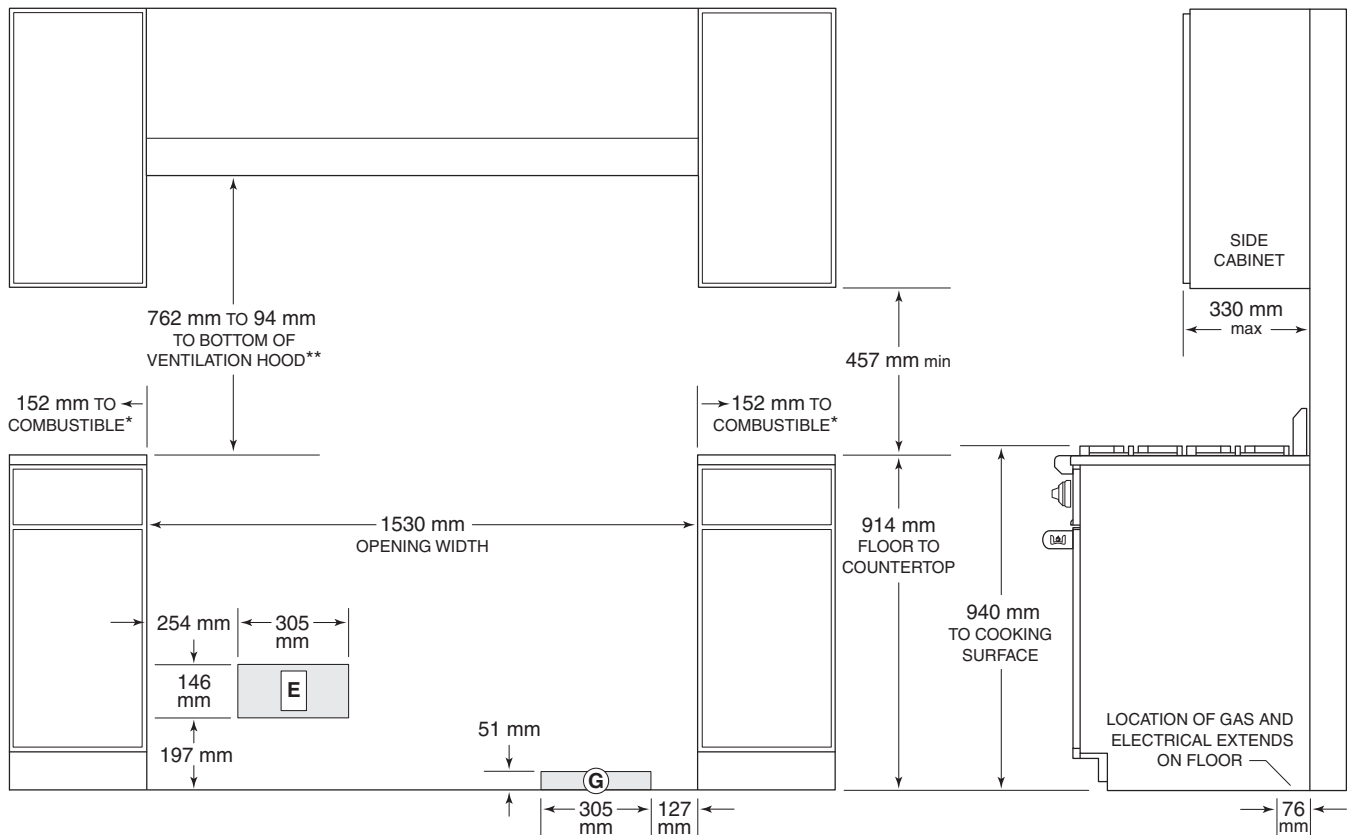 SIDE
CABINET
330 mm
max
762 mm TO 94 mm
TO BOTTOM OF
VENTILATION HOOD**
457 mm min
152 mm TO
COMBUSTIBLE*
152 mm TO
COMBUSTIBLE*
1530 mm
OPENING WIDTH
914 mm
FLOOR TO
COUNTERTOP
940 mm
TO COOKING
SURFACE
254 mm
305
mm
146
mm
E
197 mm
51 mm
G
305
mm
127
mm
LOCATION OF GAS AND
ELECTRICAL EXTENDS
ON FLOOR
76
mm